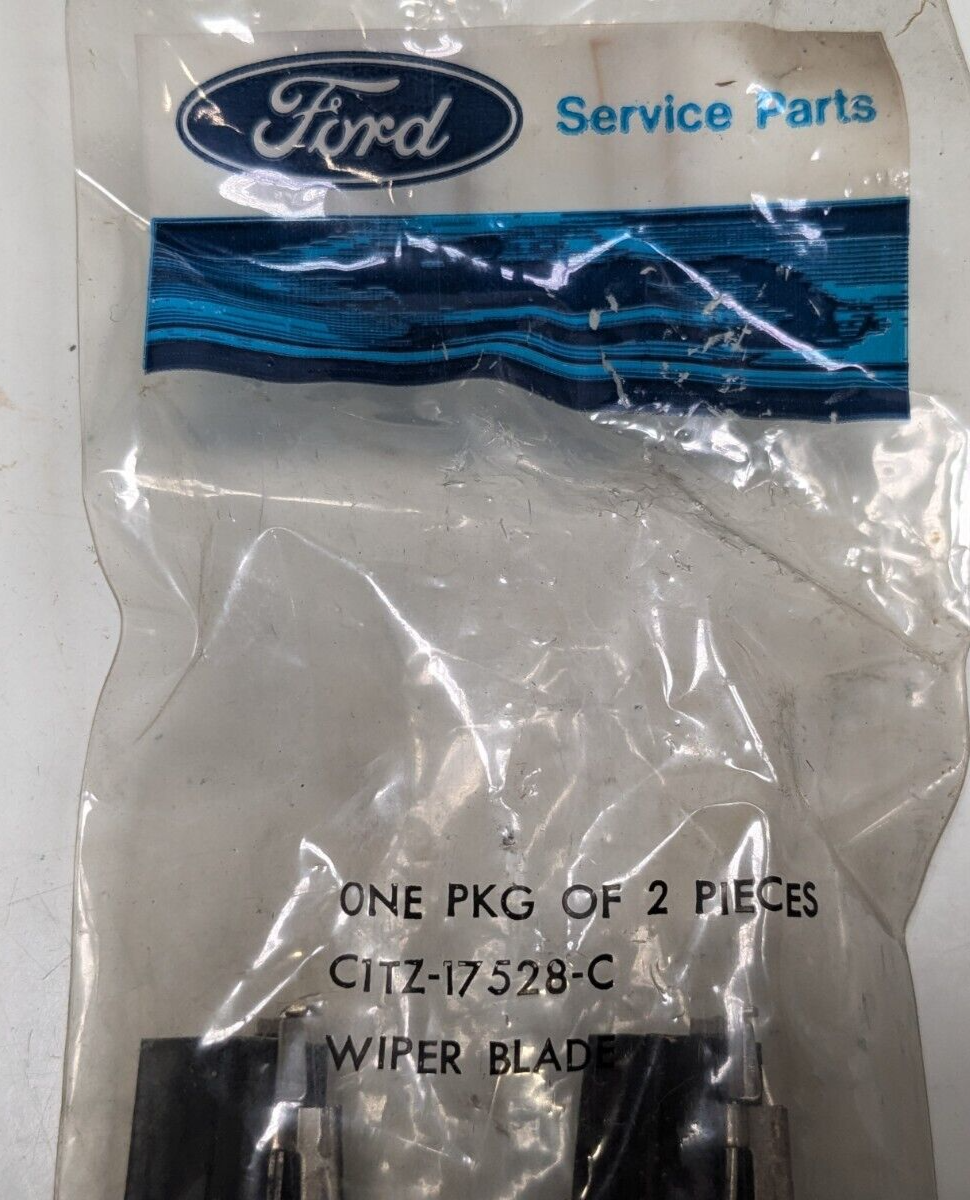 Ford Service Parts
ONE PKG OF 2 PIECES
C1TZ-17528-C
WIPER BLADE